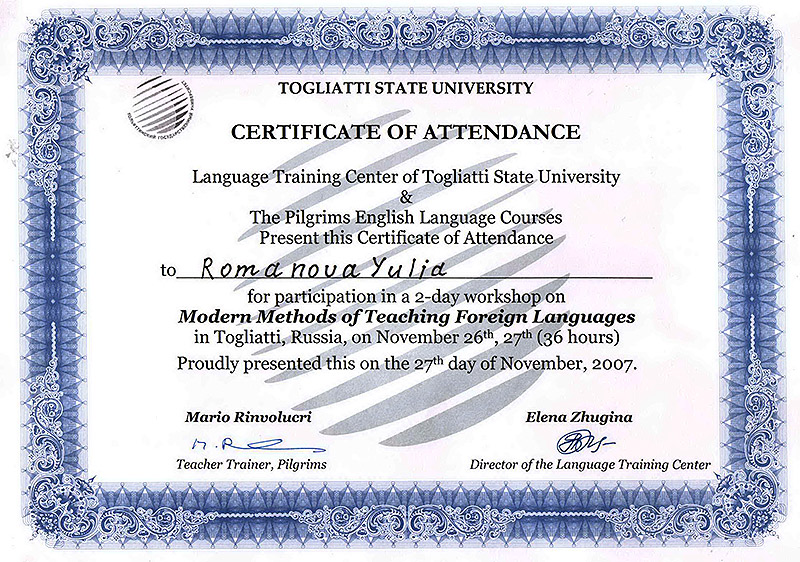 TOGLIATTI STATE UNIVERSITY
CERTIFICATE OF ATTENDANCE
Language Training Center of Togliatti State University
&
The Pilgrims English Language Courses
Present this Certificate of Attendance
to Romanova Yulia
for participation in a 2-day workshop on
Modern Methods of Teaching Foreign Languages
in Togliatti, Russia, on November 26th, 27th (36 hours)
Proudly presented this on the 27th day of November, 2007.
Mario Rinvolucri Elena Zhugina
M. R
Teacher Trainer, Pilgrims Director of the Language Training Center